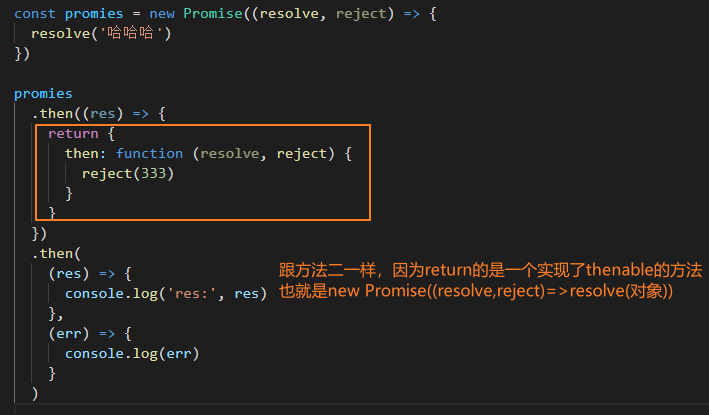 const promies = new Promise((resolve, reject) => {
  resolve('哈哈哈')
})
promies
  .then((res) => {
    return {
      then: function (resolve, reject) {
        reject(333)
      }
    }
  })
  .then(
    (res) => {
      console.log('res:', res)
    },
    (err) => {
      console.log(err)
    }
  )
跟方法二一样，因为return的是一个实现了thenable的方法
也就是new Promise((resolve,reject)=>resolve(对象))